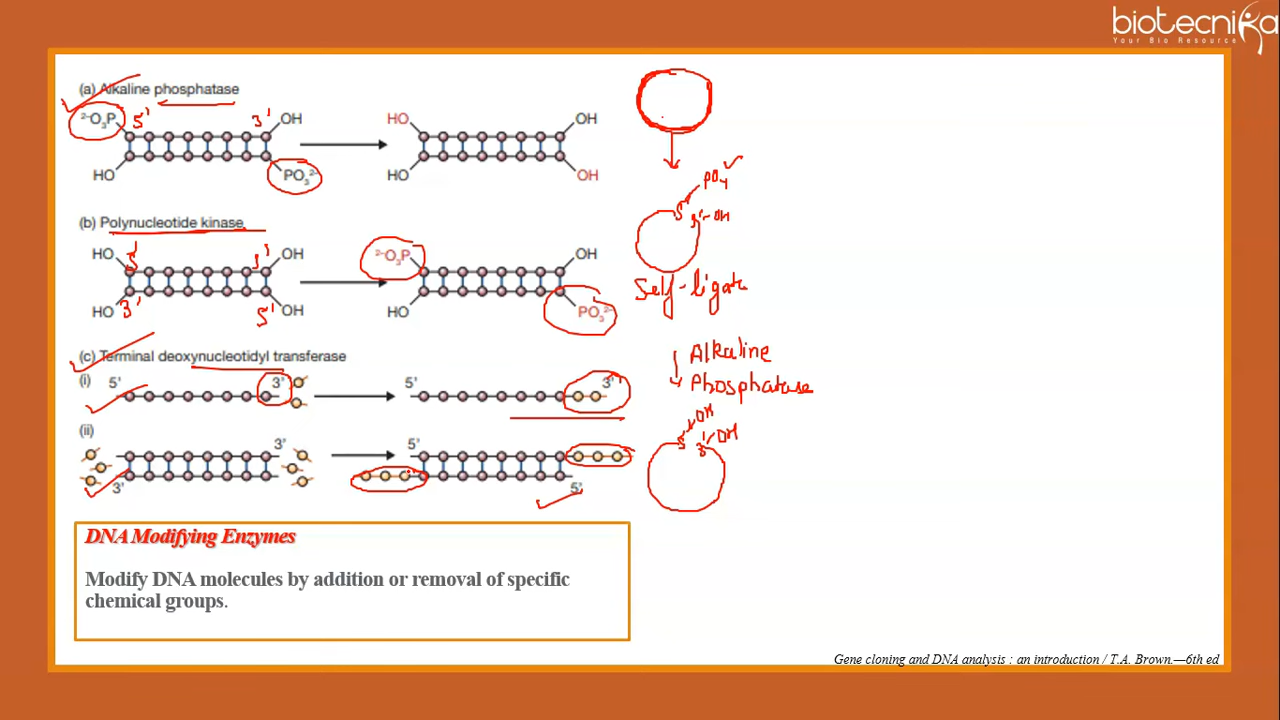 biotecnika
Your Bio Resource
(a) Alkaline phosphatase
²⁻O₃P 5' 3' OH
HO PO₃²⁻
HO OH
HO OH
PO₄
5' 3'-OH
Self-ligate
(b) Polynucleotide kinase
HO 5' 3' OH
HO 3' 5' OH
²⁻O₃P OH
HO PO₃²⁻
Alkaline
Phosphatase
OH
5' 3'-OH
(c) Terminal deoxynucleotidyl transferase
(i) 5' 3' 5' 3'
(ii) 3' 5'
3' 5'
DNA Modifying Enzymes
Modify DNA molecules by addition or removal of specific
chemical groups.
Gene cloning and DNA analysis : an introduction / T.A. Brown.—6th ed